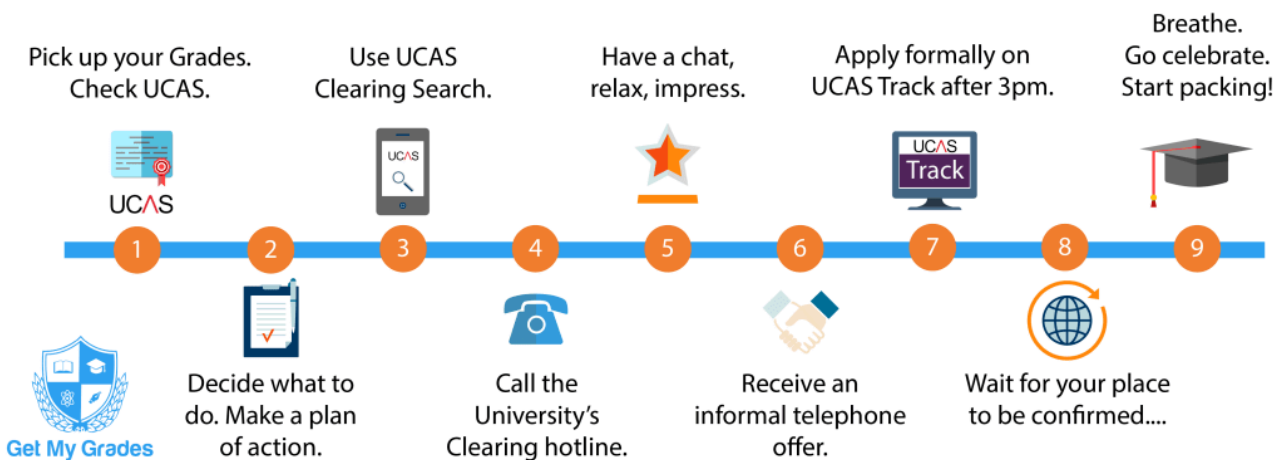 Pick up your Grades.
Check UCAS.
UCAS
1
2
Decide what to
do. Make a plan
of action.
Use UCAS
Clearing Search.
UCAS
3
4
Call the
University's
Clearing hotline.
Have a chat,
relax, impress.
5
6
Receive an
informal telephone
offer.
Apply formally on
UCAS Track after 3pm.
UCAS
Track
7
8
Wait for your place
to be confirmed....
Breathe.
Go celebrate.
Start packing!
9
Get My Grades